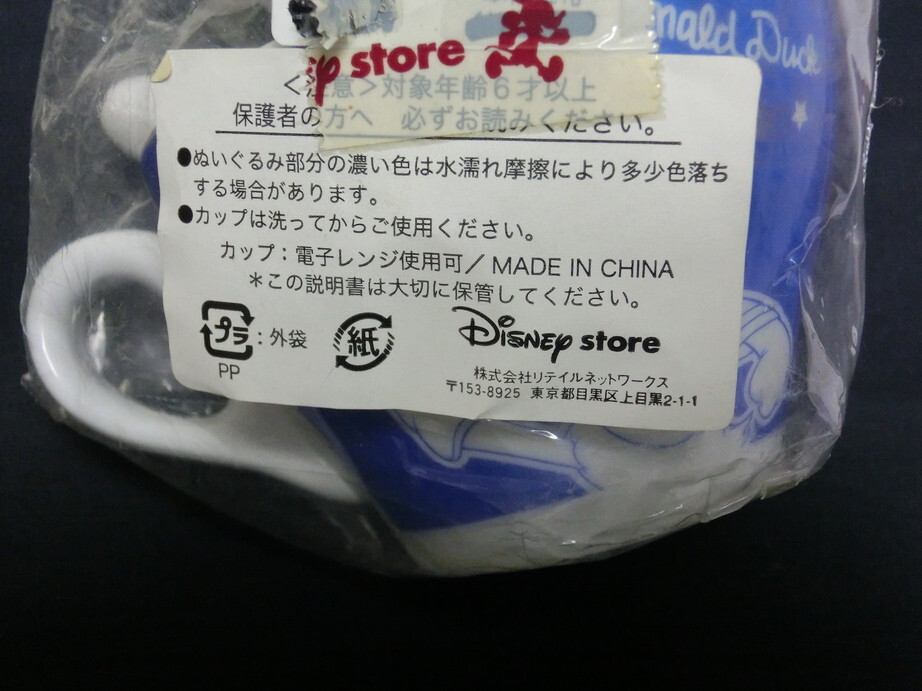 store
nald Duck
<注意>対象年齢6才以上
保護者の方へ 必ずお読みください。
●ぬいぐるみ部分の濃い色は水濡れ摩擦により多少色落ち
する場合があります。
●カップは洗ってからご使用ください。
カップ:電子レンジ使用可/MADE IN CHINA
*この説明書は大切に保管してください。
プラ:外袋 紙 Disney store
PP
株式会社リテイルネットワークス
〒153-8925 東京都目黒区上目黒2-1-1